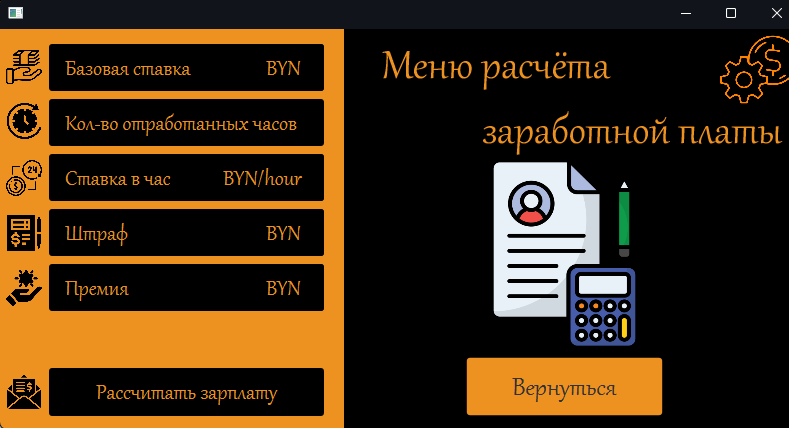 Базовая ставка BYN
Кол-во отработанных часов
24
Ставка в час BYN/hour
Штраф BYN
Премия BYN
Рассчитать зарплату
Меню расчёта
заработной платы
Вернуться